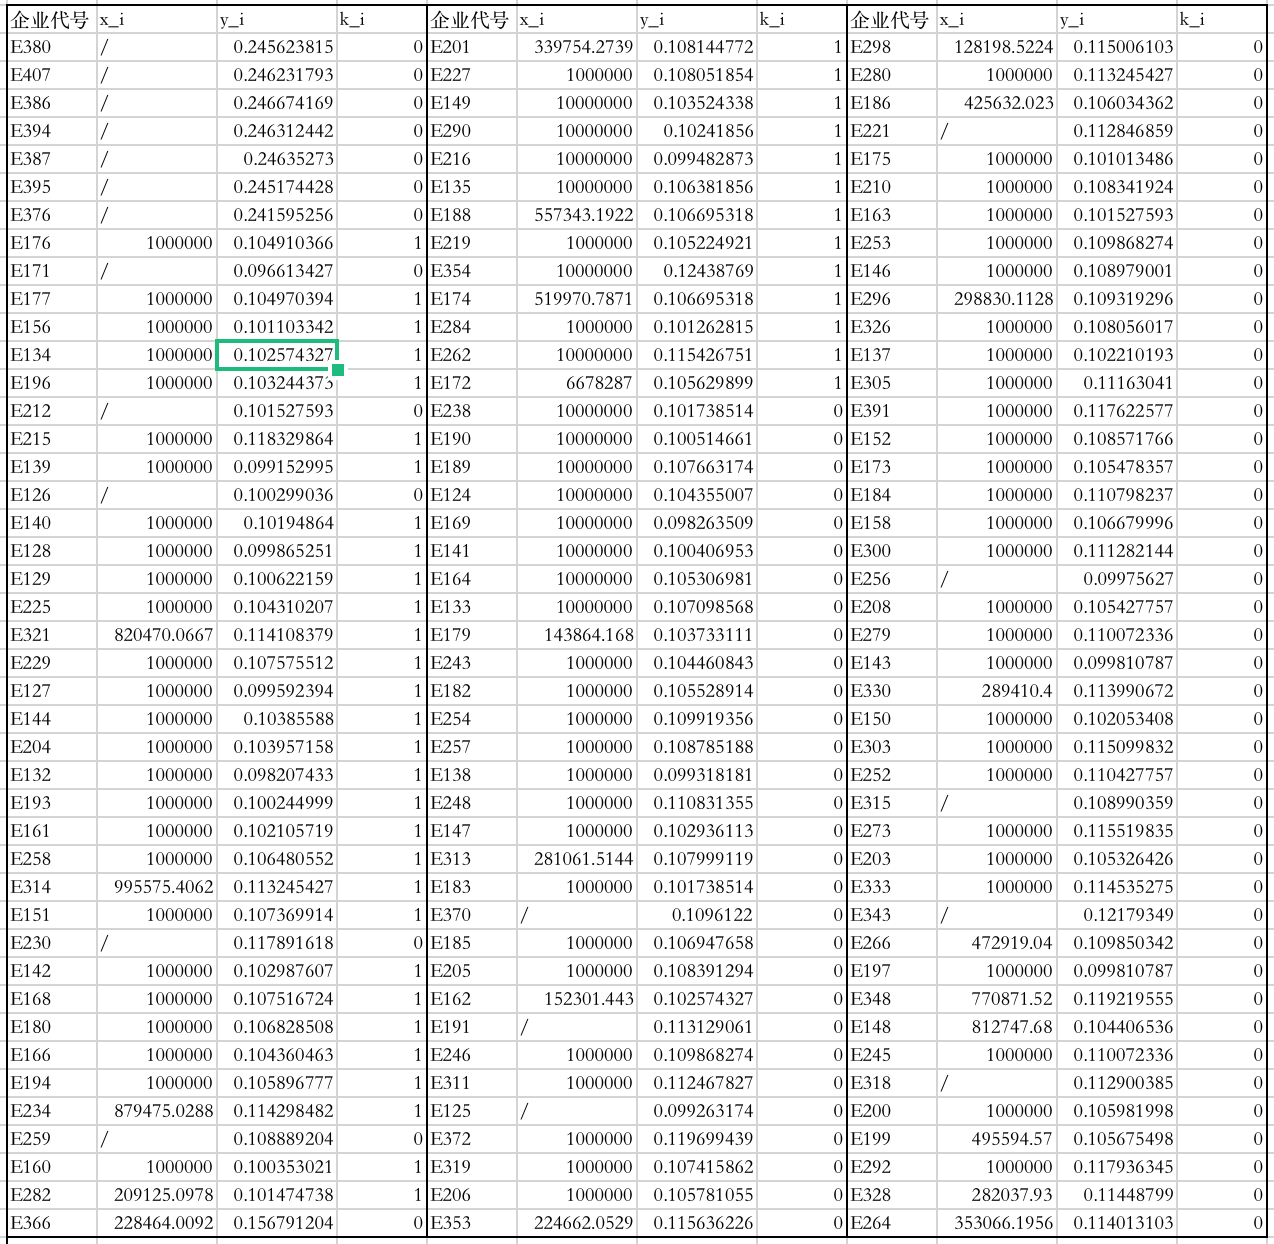 企业代号 x_i y_i k_i 企业代号 x_i y_i k_i 企业代号 x_i y_i k_i
E380 / 0.245623815 0 E201 339754.2739 0.108144772 1 E298 128198.5224 0.115006103 0
E407 / 0.246231793 0 E227 1000000 0.108051854 1 E280 1000000 0.113245427 0
E386 / 0.246674169 0 E149 10000000 0.103524338 1 E186 425632.023 0.106034362 0
E394 / 0.246312442 0 E290 10000000 0.10241856 1 E221 / 0.112846859 0
E387 / 0.24635273 0 E216 10000000 0.099482873 1 E175 1000000 0.101013486 0
E395 / 0.245174428 0 E135 10000000 0.106381856 1 E210 1000000 0.108341924 0
E376 / 0.241595256 0 E188 557343.1922 0.106695318 1 E163 1000000 0.101527593 0
E176 1000000 0.104910366 1 E219 1000000 0.105224921 1 E253 1000000 0.109868274 0
E171 / 0.096613427 0 E354 10000000 0.12438769 1 E146 1000000 0.108979001 0
E177 1000000 0.104970394 1 E174 519970.7871 0.106695318 1 E296 298830.1128 0.109319296 0
E156 1000000 0.101103342 1 E284 1000000 0.101262815 1 E326 1000000 0.108056017 0
E134 1000000 0.102574327 1 E262 10000000 0.115426751 1 E137 1000000 0.102210193 0
E196 1000000 0.103244373 1 E172 6678287 0.105629899 1 E305 1000000 0.11163041 0
E212 / 0.101527593 0 E238 10000000 0.101738514 0 E391 1000000 0.117622577 0
E215 1000000 0.118329864 1 E190 10000000 0.100514661 0 E152 1000000 0.108571766 0
E139 1000000 0.099152995 1 E189 10000000 0.107663174 0 E173 1000000 0.105478357 0
E126 / 0.100299036 0 E124 10000000 0.104355007 0 E184 1000000 0.110798237 0
E140 1000000 0.10194864 1 E169 10000000 0.098263509 0 E158 1000000 0.106679996 0
E128 1000000 0.099865251 1 E141 10000000 0.100406953 0 E300 1000000 0.111282144 0
E129 1000000 0.100622159 1 E164 10000000 0.105306981 0 E256 / 0.09975627 0
E225 1000000 0.104310207 1 E133 10000000 0.107098568 0 E208 1000000 0.105427757 0
E321 820470.0667 0.114108379 1 E179 143864.168 0.103733111 0 E279 1000000 0.110072336 0
E229 1000000 0.107575512 1 E243 1000000 0.104460843 0 E143 1000000 0.099810787 0
E127 1000000 0.099592394 1 E182 1000000 0.105528914 0 E330 289410.4 0.113990672 0
E144 1000000 0.10385588 1 E254 1000000 0.109919356 0 E150 1000000 0.102053408 0
E204 1000000 0.103957158 1 E257 1000000 0.108785188 0 E303 1000000 0.115099832 0
E132 1000000 0.098207433 1 E138 1000000 0.099318181 0 E252 1000000 0.110427757 0
E193 1000000 0.100244999 1 E248 1000000 0.110831355 0 E315 / 0.108990359 0
E161 1000000 0.102105719 1 E147 1000000 0.102936113 0 E273 1000000 0.115519835 0
E258 1000000 0.106480552 1 E313 281061.5144 0.107999119 0 E203 1000000 0.105326426 0
E314 995575.4062 0.113245427 1 E183 1000000 0.101738514 0 E333 1000000 0.114535275 0
E151 1000000 0.107369914 1 E370 / 0.1096122 0 E343 / 0.12179349 0
E230 / 0.117891618 0 E185 1000000 0.106947658 0 E266 472919.04 0.109850342 0
E142 1000000 0.102987607 1 E205 1000000 0.108391294 0 E197 1000000 0.099810787 0
E168 1000000 0.107516724 1 E162 152301.443 0.102574327 0 E348 770871.52 0.119219555 0
E180 1000000 0.106828508 1 E191 / 0.113129061 0 E148 812747.68 0.104406536 0
E166 1000000 0.104360463 1 E246 1000000 0.109868274 0 E245 1000000 0.110072336 0
E194 1000000 0.105896777 1 E311 1000000 0.112467827 0 E318 / 0.112900385 0
E234 879475.0288 0.114298482 1 E125 / 0.099263174 0 E200 1000000 0.105981998 0
E259 / 0.108889204 0 E372 1000000 0.119699439 0 E199 495594.57 0.105675498 0
E160 1000000 0.100353021 1 E319 1000000 0.107415862 0 E292 1000000 0.117936345 0
E282 209125.0978 0.101474738 1 E206 1000000 0.105781055 0 E328 282037.93 0.11448799 0
E366 228464.0092 0.156791204 0 E353 224662.0529 0.115636226 0 E264 353066.1956 0.114013103 0